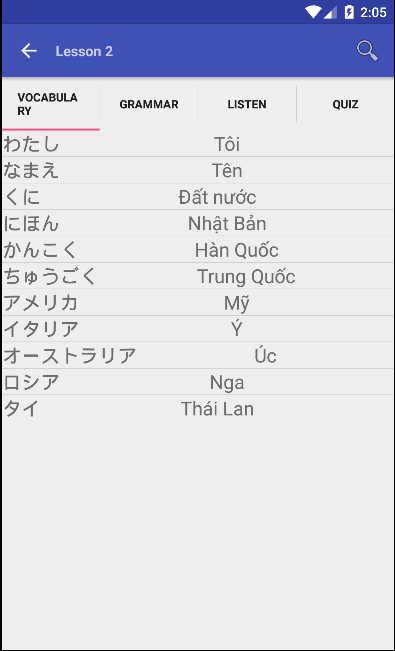 2:05
Lesson 2
VOCABULA
RY
GRAMMAR
LISTEN
QUIZ
わたし Tôi
なまえ Tên
くに Đất nước
にほん Nhật Bản
かんこく Hàn Quốc
ちゅうごく Trung Quốc
アメリカ Mỹ
イタリア Ý
オーストラリア Úc
ロシア Nga
タイ Thái Lan